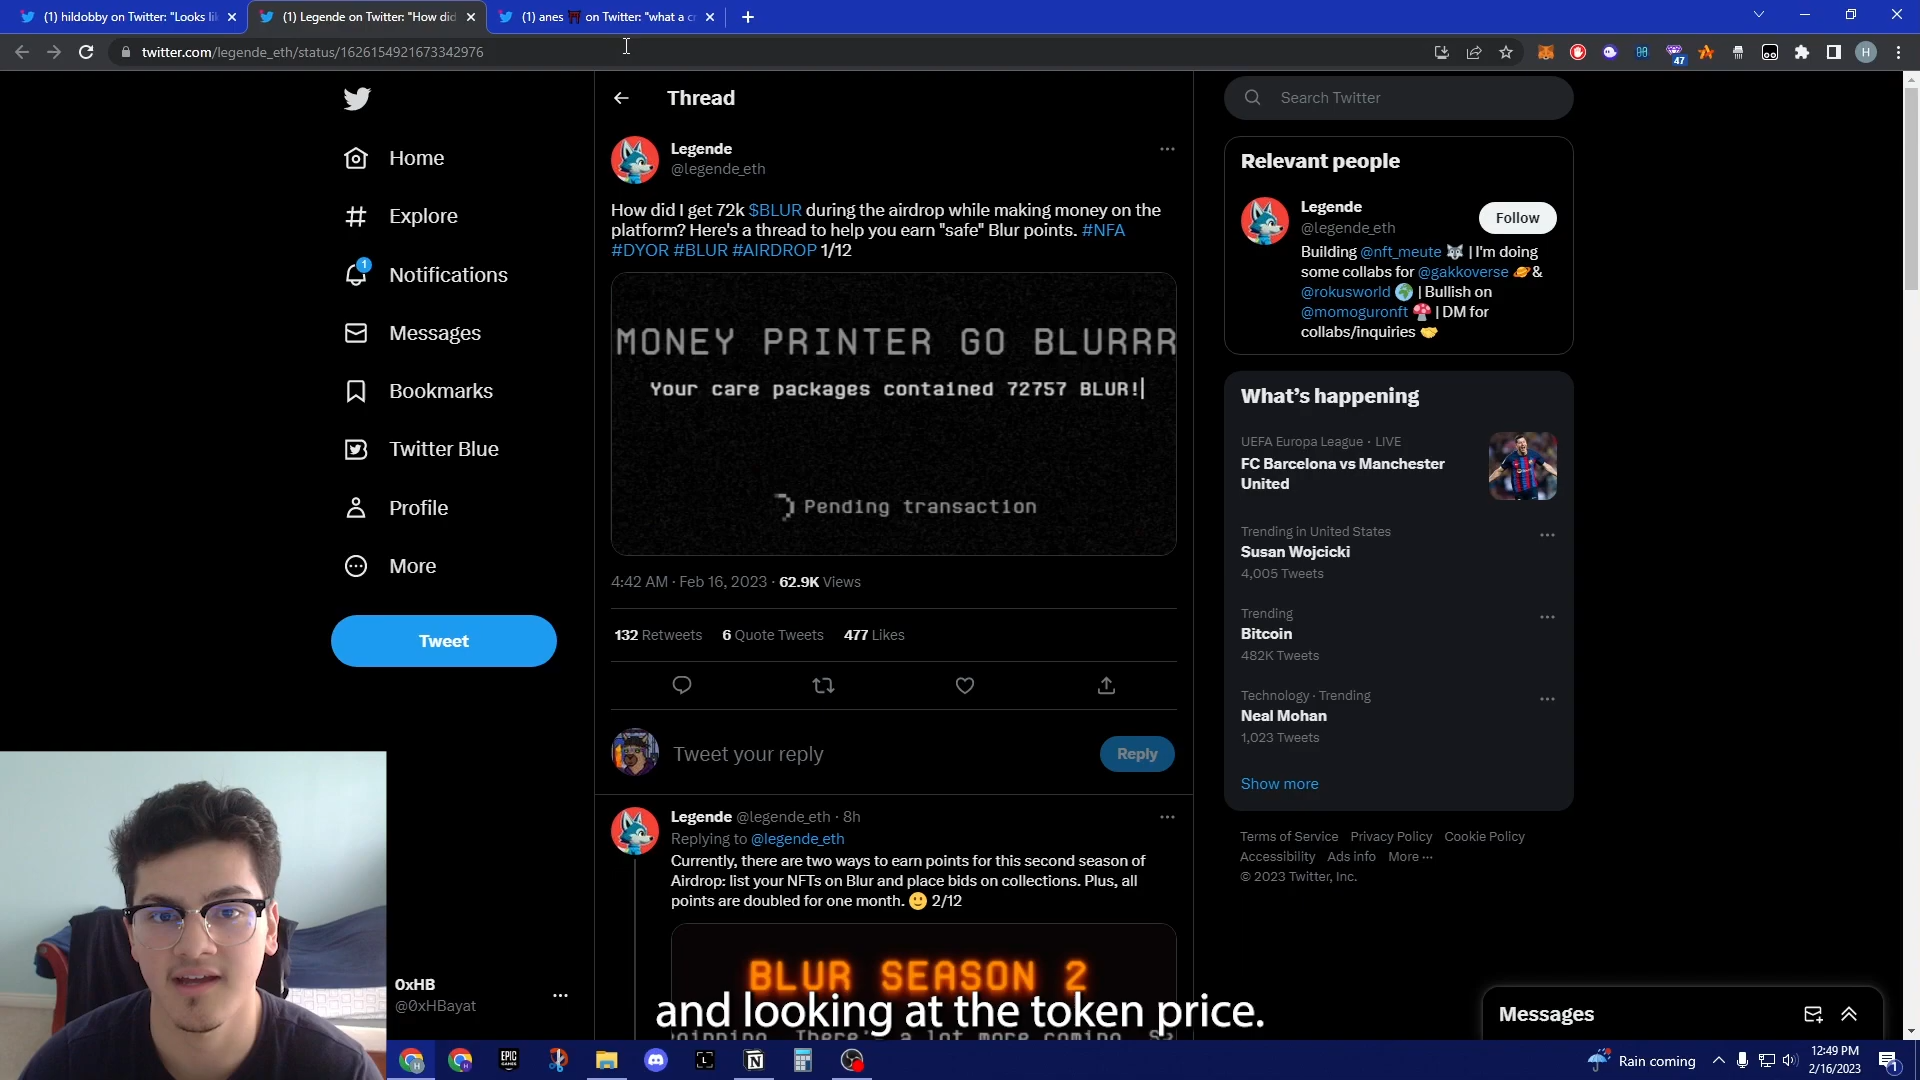 (1) hildobby on Twitter: "Looks li
(1) Legende on Twitter: "How did
(1) anes on Twitter: "what a cr
twitter.com/legende_eth/status/1626154921673342976
47
H
Home
Explore
1
Notifications
Messages
Bookmarks
Twitter Blue
Profile
More
Tweet
Thread
Legende
@legende_eth
How did I get 72k $BLUR during the airdrop while making money on the
platform? Here's a thread to help you earn "safe" Blur points. #NFA
#DYOR #BLUR #AIRDROP 1/12
MONEY PRINTER GO BLURRR
Your care packages contained 72757 BLUR!
Pending transaction
4:42 AM · Feb 16, 2023 · 62.9K Views
132 Retweets 6 Quote Tweets 477 Likes
Tweet your reply
Reply
Legende @legende_eth · 8h
Replying to @legende_eth
Currently, there are two ways to earn points for this second season of
Airdrop: list your NFTs on Blur and place bids on collections. Plus, all
points are doubled for one month. 🙂 2/12
BLUR SEASON 2
There's a lot more coming.
Search Twitter
Relevant people
Legende
@legende_eth
Follow
Building @nft_meute 🐺 | I'm doing
some collabs for @gakkoverse 🪐 &
@rokusworld 🌍 | Bullish on
@momoguronft 🍄 | DM for
collabs/inquiries 🤝
What's happening
UEFA Europa League · LIVE
FC Barcelona vs Manchester
United
Trending in United States
Susan Wojcicki
4,005 Tweets
Trending
Bitcoin
482K Tweets
Technology · Trending
Neal Mohan
1,023 Tweets
Show more
Terms of Service Privacy Policy Cookie Policy
Accessibility Ads info More ···
© 2023 Twitter, Inc.
0xHB
@0xHBayat
and looking at the token price.
Messages
EPIC
GAMES
L
N
Rain coming
12:49 PM
2/16/2023
1